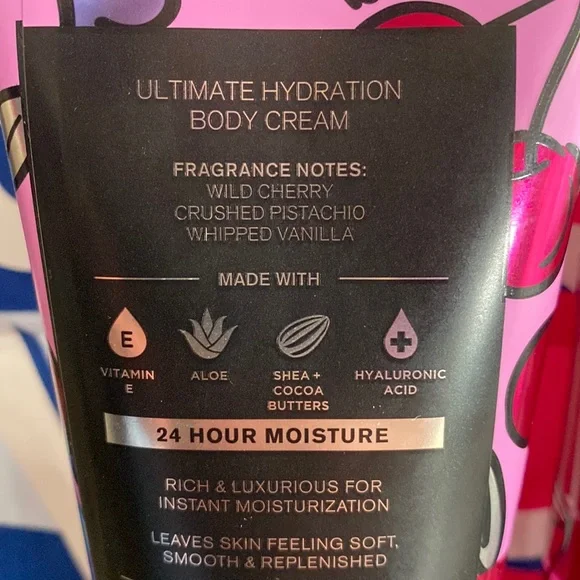 ULTIMATE HYDRATION
BODY CREAM
FRAGRANCE NOTES:
WILD CHERRY
CRUSHED PISTACHIO
WHIPPED VANILLA
MADE WITH
E
VITAMIN
E
ALOE
SHEA +
COCOA
BUTTERS
HYALURONIC
ACID
24 HOUR MOISTURE
RICH & LUXURIOUS FOR
INSTANT MOISTURIZATION
LEAVES SKIN FEELING SOFT,
SMOOTH & REPLENISHED